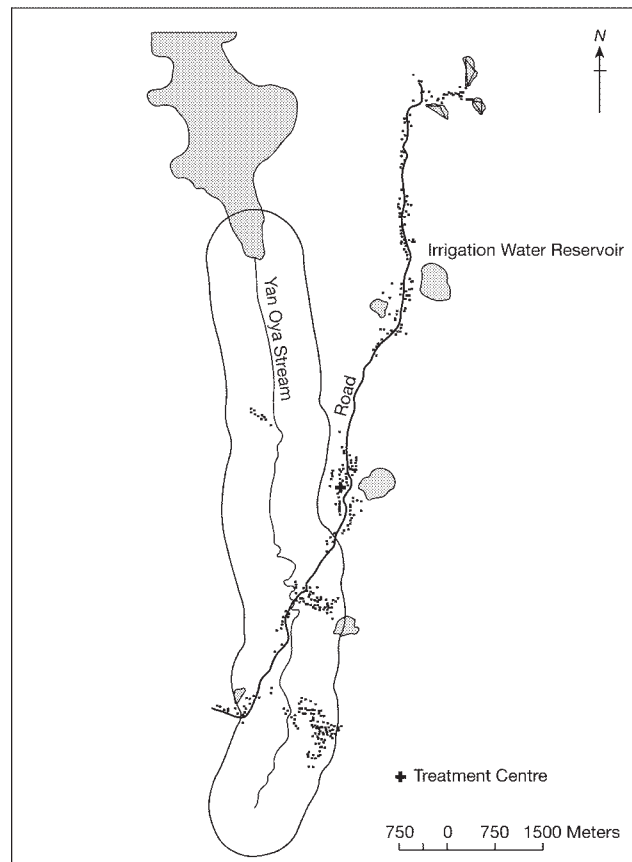 N
Irrigation Water Reservoir
Yan Oya Stream
Road
Treatment Centre
750 0 750 1500 Meters